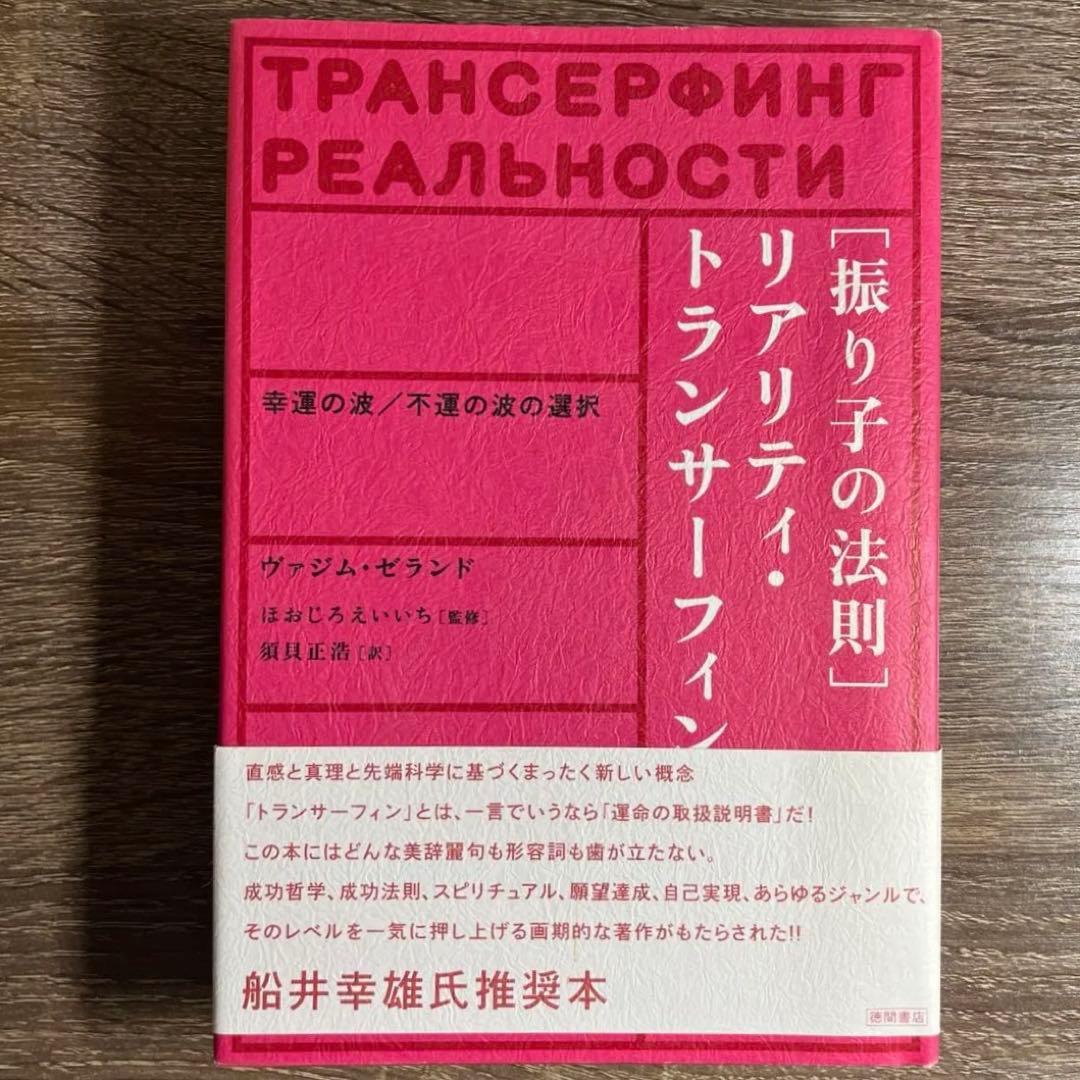 ТРАНСЕРФИНГ
РЕАЛЬНОСТИ
［振り子の法則］
リアリティ・
トランサーフィン
幸運の波／不運の波の選択
ヴァジム・ゼランド
ほおじろえいいち［監修］
須貝正浩［訳］
直感と真理と先端科学に基づくまったく新しい概念
「トランサーフィン」とは、一言でいうなら「運命の取扱説明書」だ！
この本にはどんな美辞麗句も形容詞も歯が立たない。
成功哲学、成功法則、スピリチュアル、願望達成、自己実現、あらゆるジャンルで、
そのレベルを一気に押し上げる画期的な著作がもたらされた!!
船井幸雄氏推奨本
徳間書店